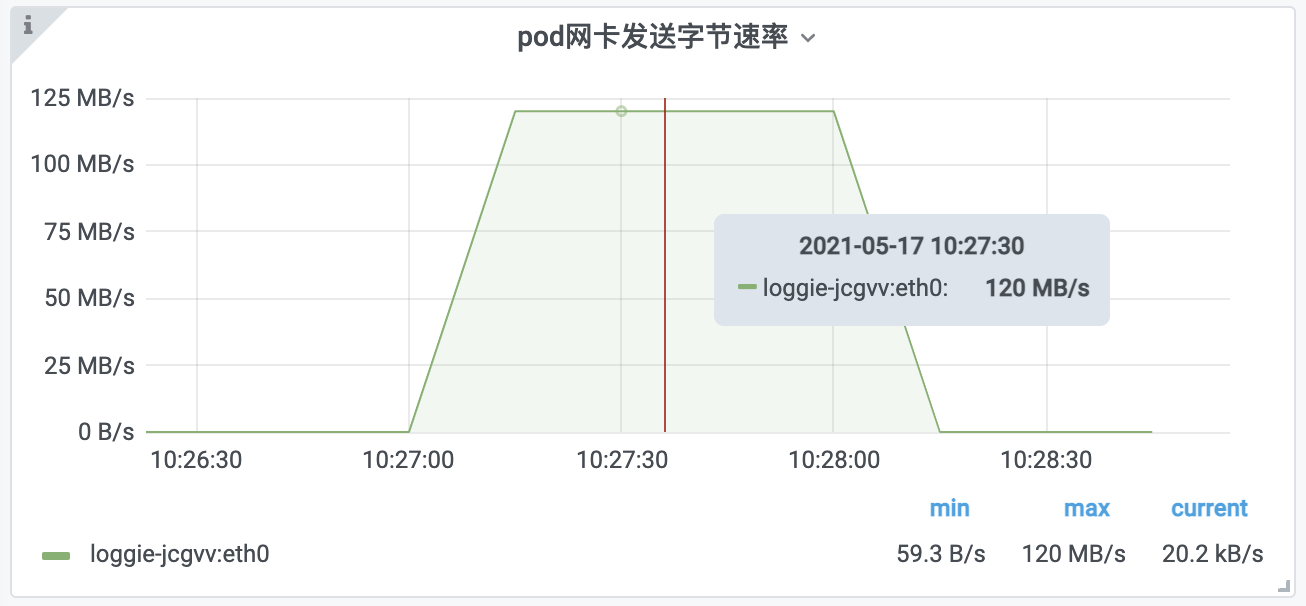 i
pod网卡发送字节速率
125 MB/s
100 MB/s
75 MB/s
50 MB/s
25 MB/s
0 B/s
10:26:30 10:27:00 10:27:30 10:28:00 10:28:30
2021-05-17 10:27:30
loggie-jcgvv:eth0: 120 MB/s
min max current
loggie-jcgvv:eth0 59.3 B/s 120 MB/s 20.2 kB/s